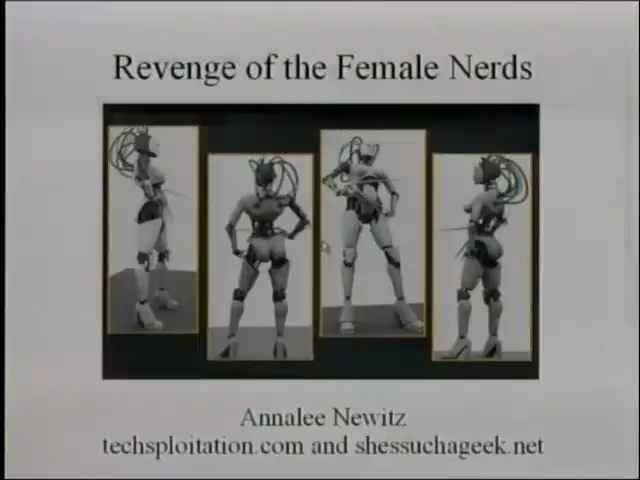 Revenge of the Female Nerds
Annalee Newitz
techsploitation.com and shessuchageek.net